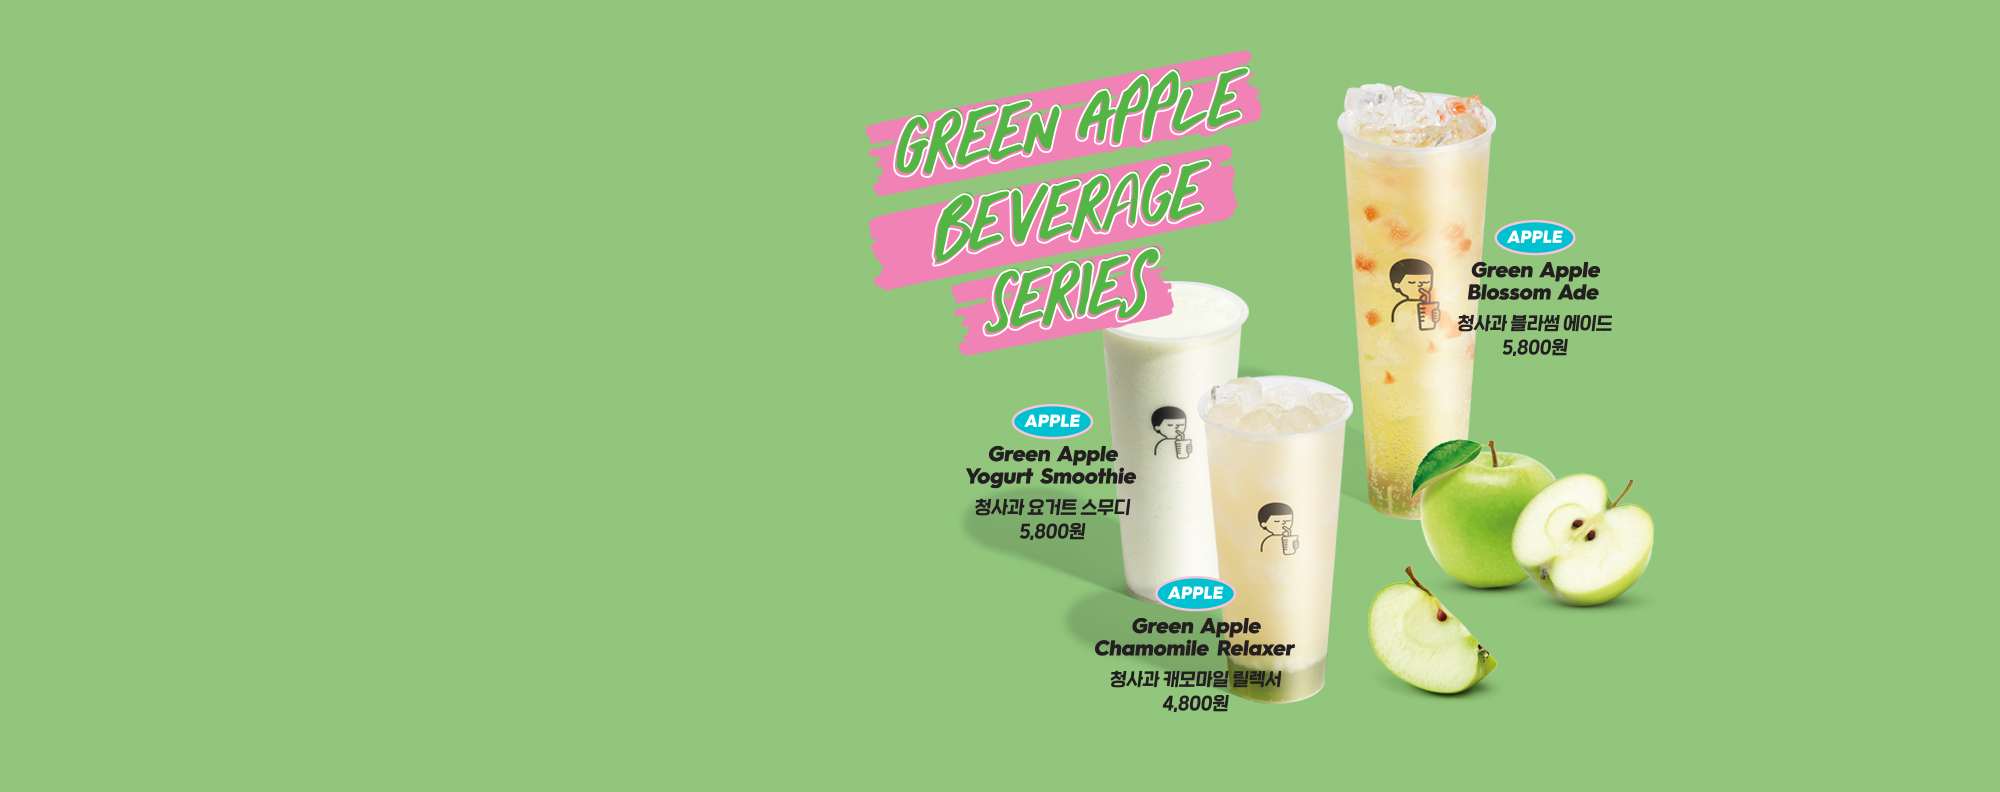 GREEN APPLE
BEVERAGE
SERIES
APPLE
Green Apple
Blossom Ade
청사과 블라썸 에이드
5,800원
APPLE
Green Apple
Yogurt Smoothie
청사과 요거트 스무디
5,800원
APPLE
Green Apple
Chamomile Relaxer
청사과 캐모마일 릴렉서
4,800원